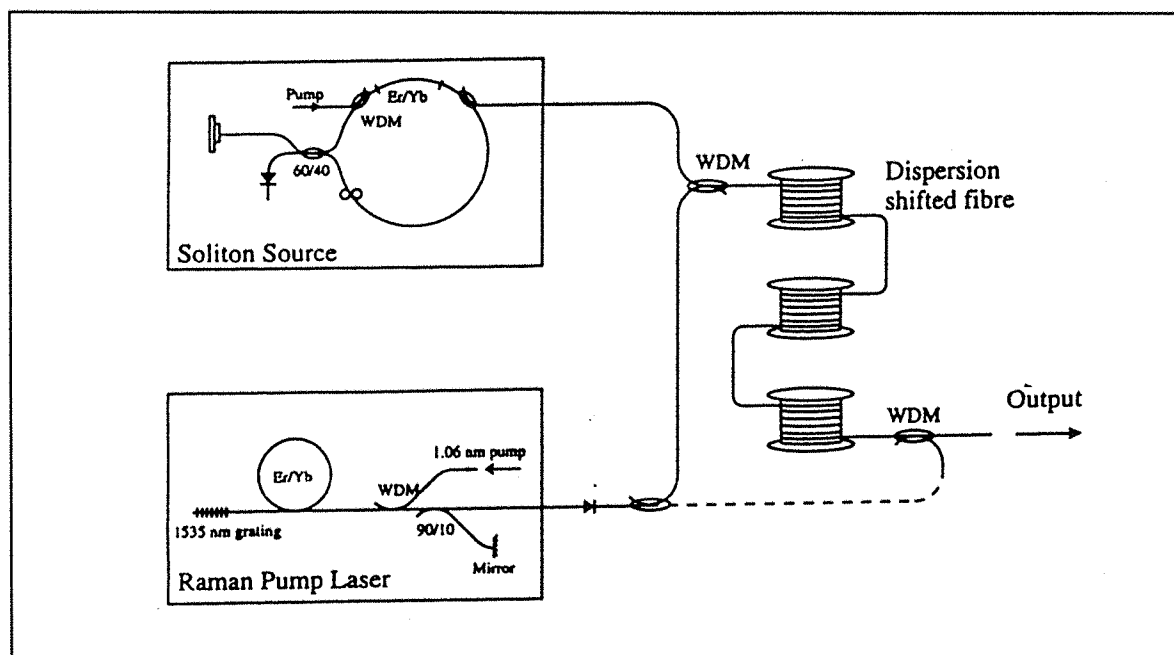 Pump
Er/Yb
WDM
60/40
Soliton Source
WDM
Dispersion
shifted fibre
Er/Yb
1.06 nm pump
WDM
1535 nm grating
90/10
Mirror
Raman Pump Laser
WDM
Output